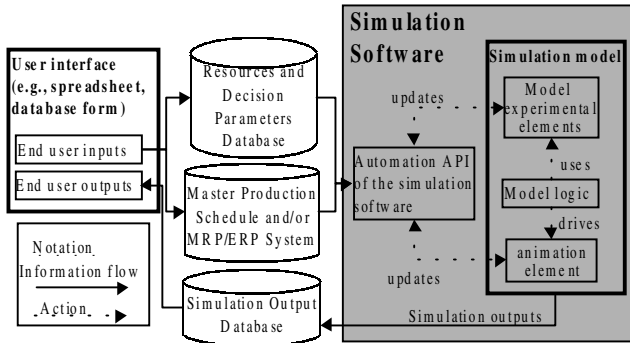 User interface
(e.g., spreadsheet,
database form)
End user inputs
End user outputs
Notation
Information flow
Action
Resources and
Decision
Parameters
Database
Master Production
Schedule and/or
MRP/ERP System
Simulation Output
Database
Simulation
Software
updates
Automation API
of the simulation
software
updates
Simulation model
Model
experimental
elements
uses
Model logic
drives
animation
element
Simulation outputs